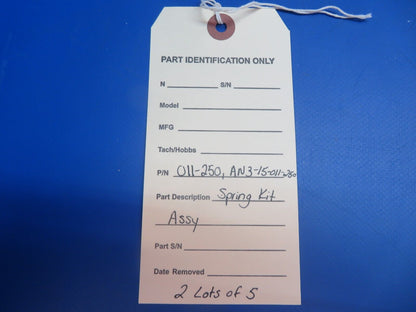 PART IDENTIFICATION ONLY
N S/N
Model
MFG
Tach/Hobbs
P/N 011-250, AN3-15-011-250
Part Description Spring Kit
Assy
Part S/N
Date Removed
2 Lots of 5